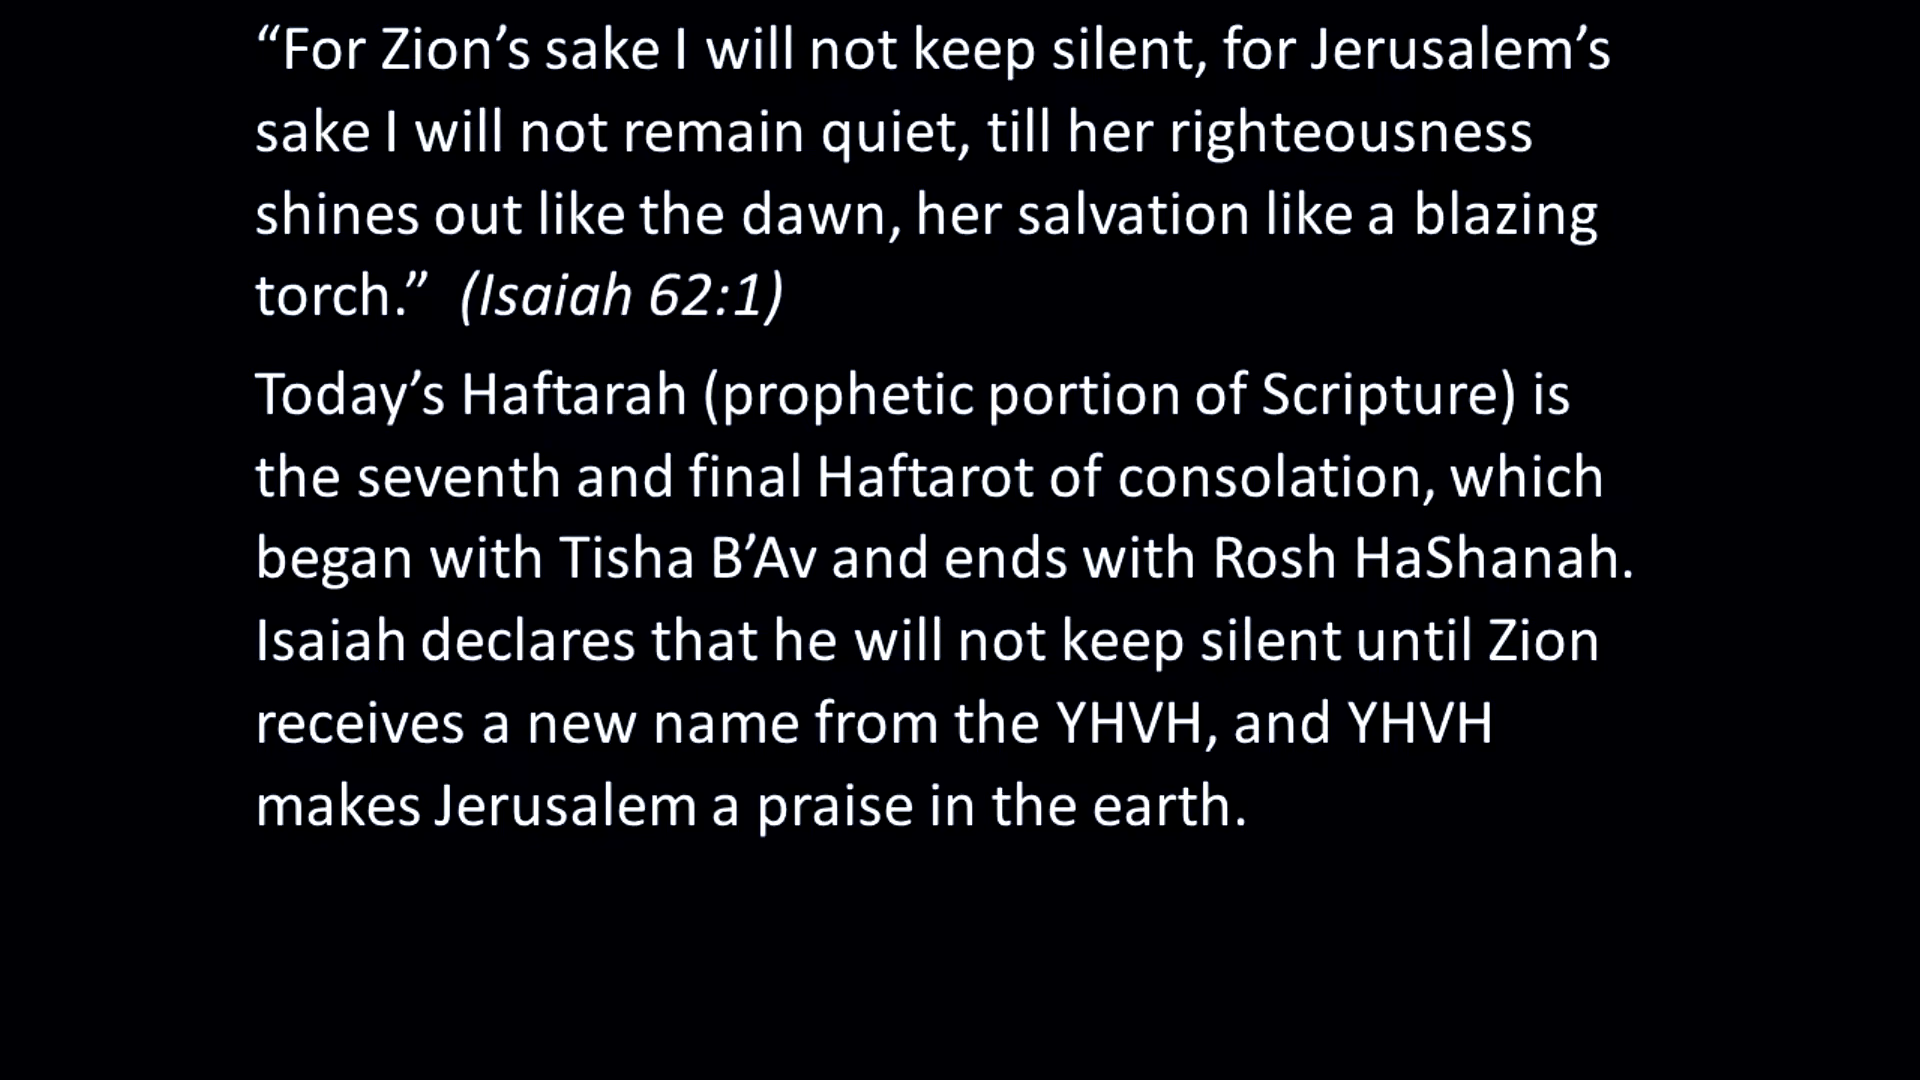 “For Zion’s sake I will not keep silent, for Jerusalem’s
sake I will not remain quiet, till her righteousness
shines out like the dawn, her salvation like a blazing
torch.”  (Isaiah 62:1)
Today’s Haftarah (prophetic portion of Scripture) is
the seventh and final Haftarot of consolation, which
began with Tisha B’Av and ends with Rosh HaShanah.
Isaiah declares that he will not keep silent until Zion
receives a new name from the YHVH, and YHVH
makes Jerusalem a praise in the earth.